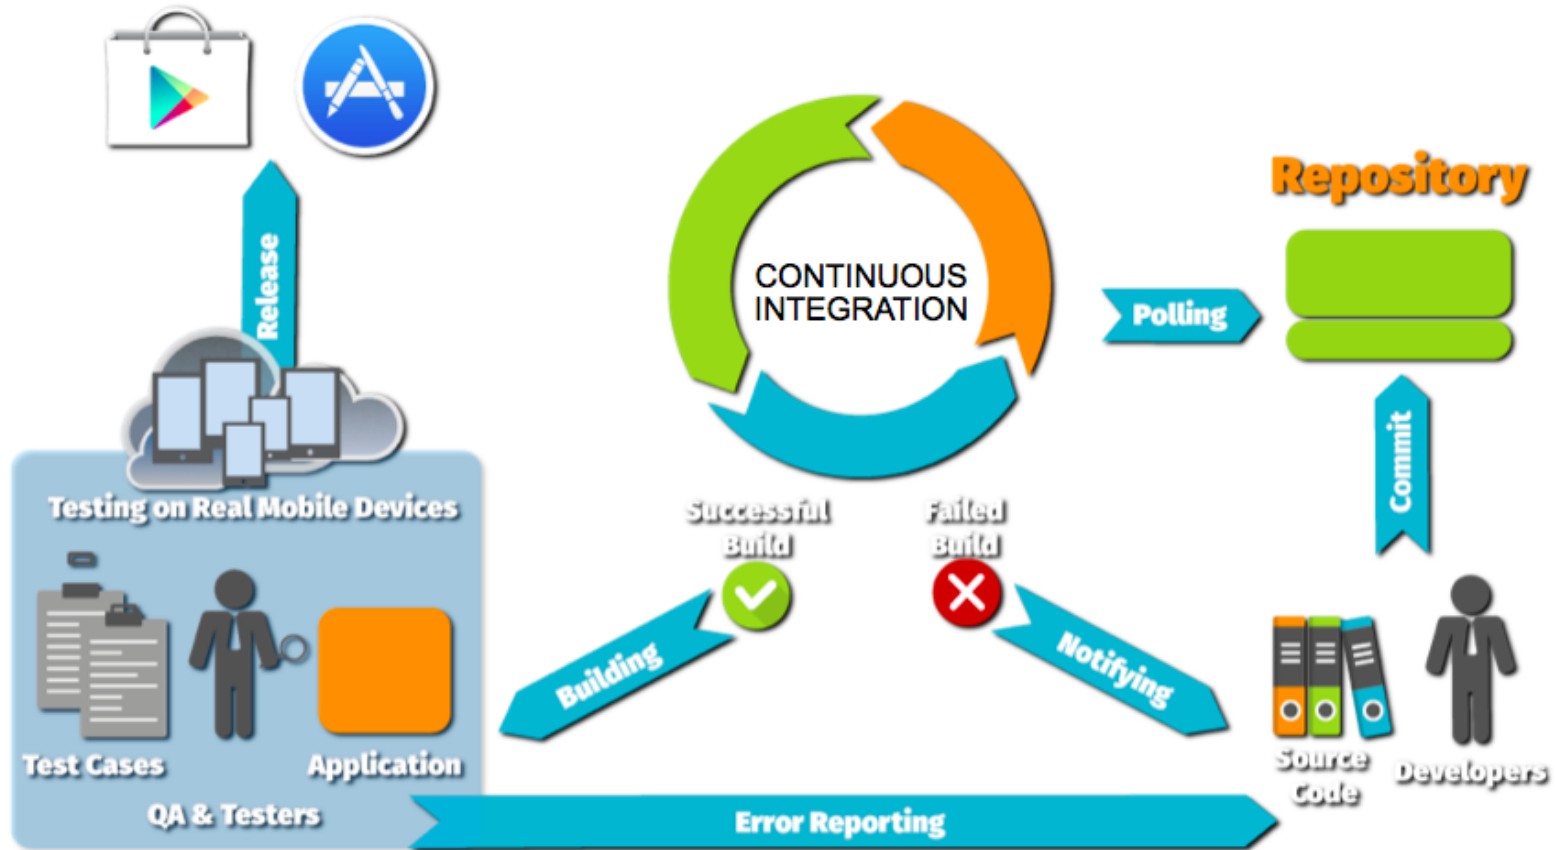 Repository
Release
CONTINUOUS
INTEGRATION
Polling
Commit
Testing on Real Mobile Devices
Successful
Build
Failed
Build
Building
Notifying
Test Cases
Application
QA & Testers
Source
Code
Developers
Error Reporting